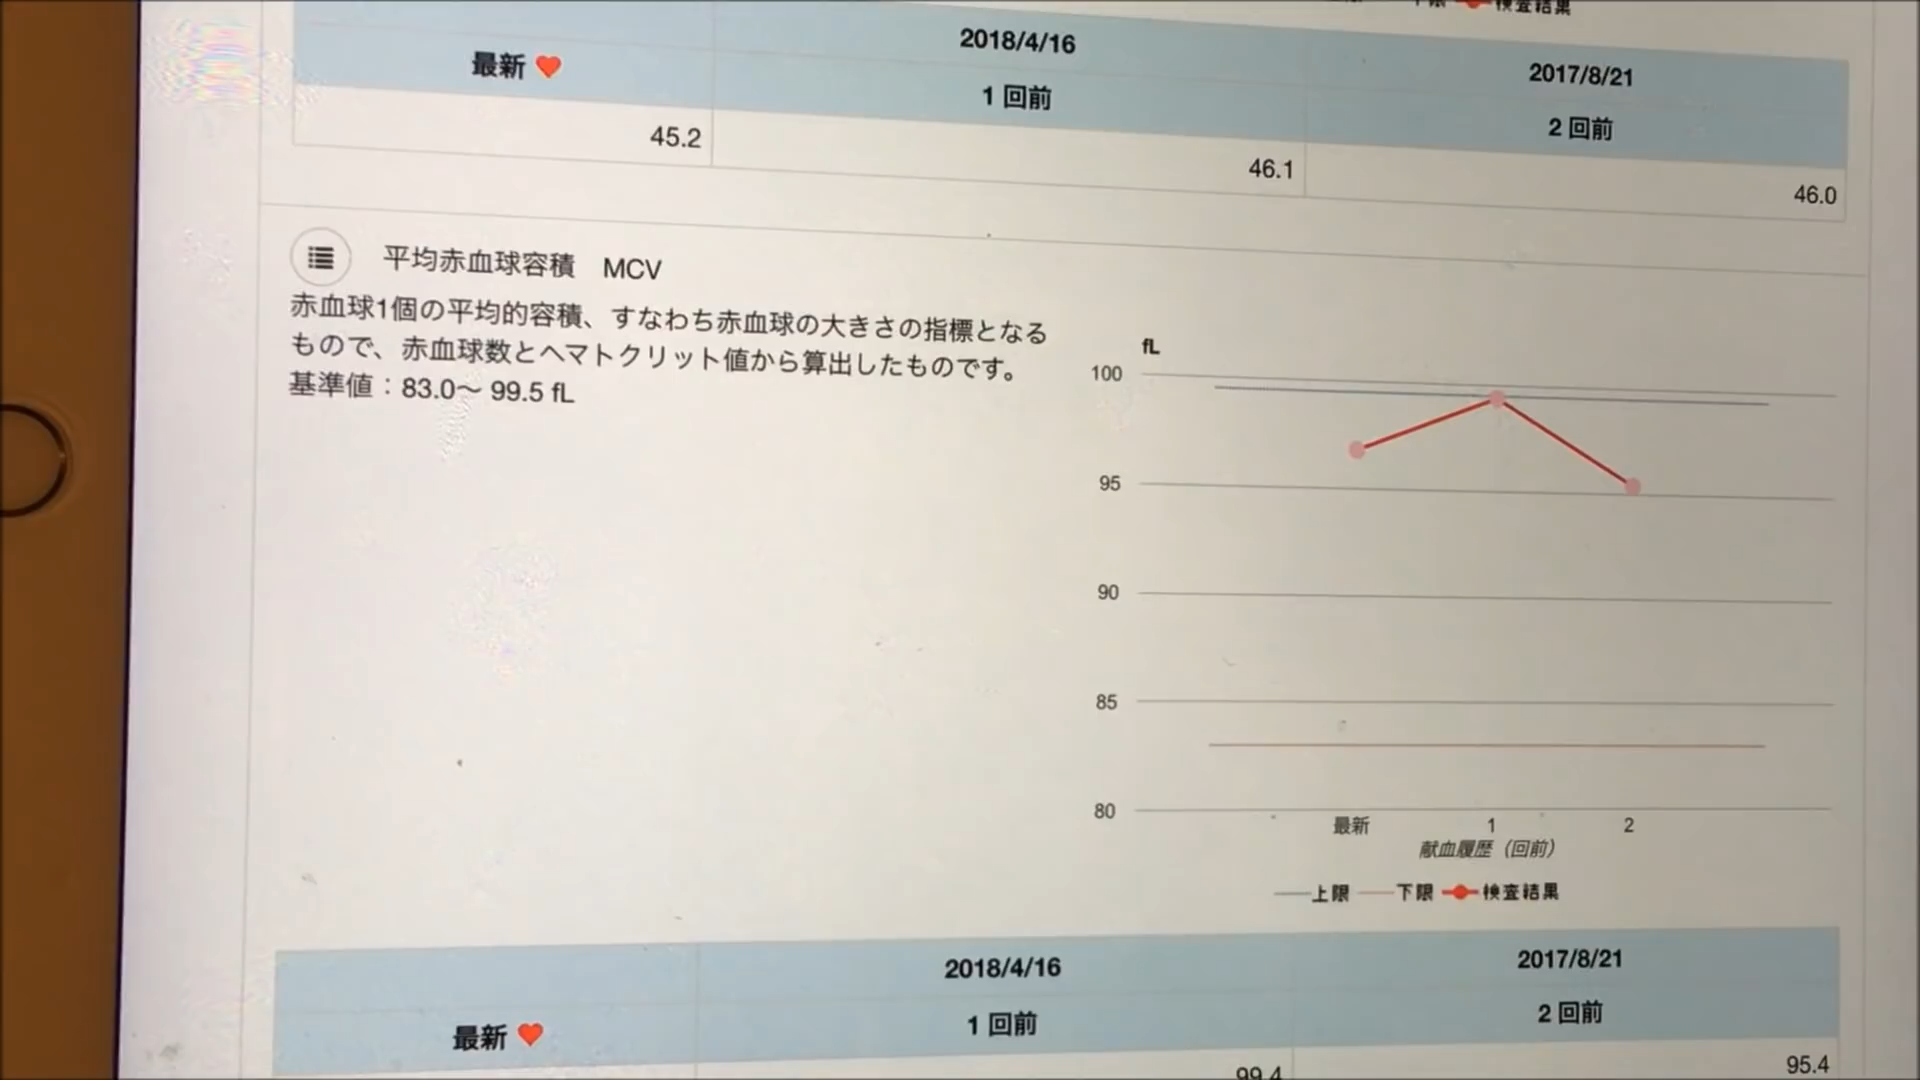 検査結果
2018/4/16
2017/8/21
最新
1 回前
2 回前
45.2
46.1
46.0
平均赤血球容積 MCV
赤血球1個の平均的容積、すなわち赤血球の大きさの指標となる
もので、赤血球数とヘマトクリット値から算出したものです。
基準値：83.0～ 99.5 fL
fL
100
95
90
85
80
最新 1 2
献血履歴（回前）
上限 下限 検査結果
2018/4/16
2017/8/21
最新
1 回前
2 回前
99.4
95.4